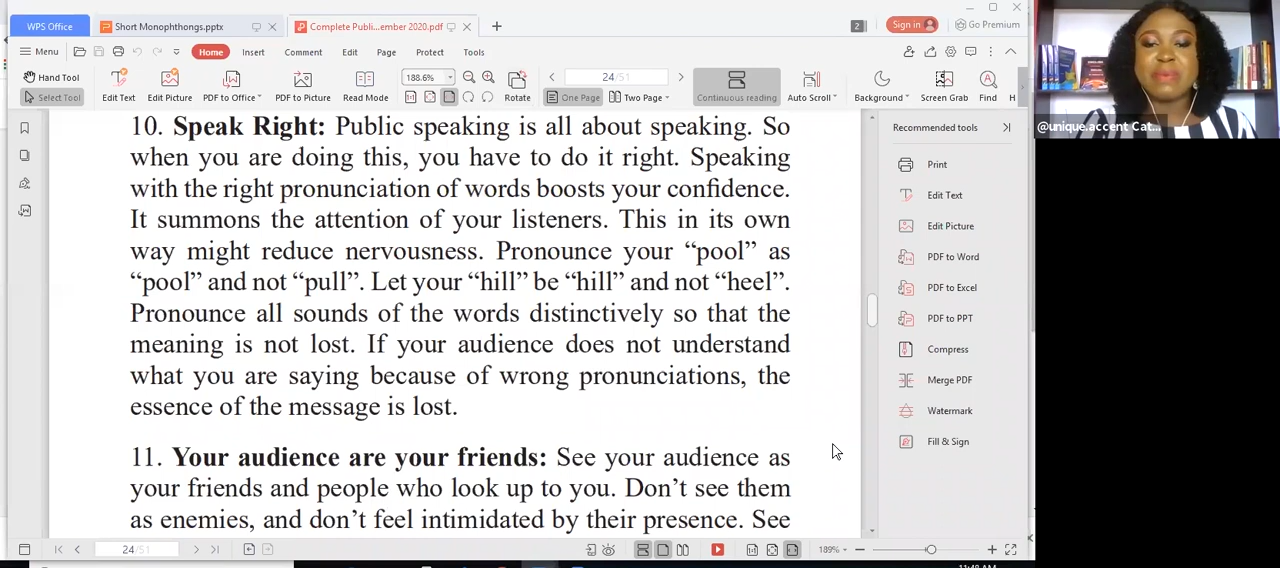 WPS Office
Short Monophthongs.pptx
Complete Publi...ember 2020.pdf
2
Sign in
Go Premium
Menu
Home
Insert
Comment
Edit
Page
Protect
Tools
Hand Tool
Select Tool
Edit Text
Edit Picture
PDF to Office
PDF to Picture
Read Mode
188.6%
Rotate
24/51
One Page
Two Page
Continuous reading
Auto Scroll
Background
Screen Grab
Find
H
10. Speak Right: Public speaking is all about speaking. So
when you are doing this, you have to do it right. Speaking
with the right pronunciation of words boosts your confidence.
It summons the attention of your listeners. This in its own
way might reduce nervousness. Pronounce your “pool” as
“pool” and not “pull”. Let your “hill” be “hill” and not “heel”.
Pronounce all sounds of the words distinctively so that the
meaning is not lost. If your audience does not understand
what you are saying because of wrong pronunciations, the
essence of the message is lost.
11. Your audience are your friends: See your audience as
your friends and people who look up to you. Don’t see them
as enemies, and don’t feel intimidated by their presence. See
Recommended tools
Print
Edit Text
Edit Picture
PDF to Word
PDF to Excel
PDF to PPT
Compress
Merge PDF
Watermark
Fill & Sign
@unique.accent Cat...
24/51
189%
11:48 AM